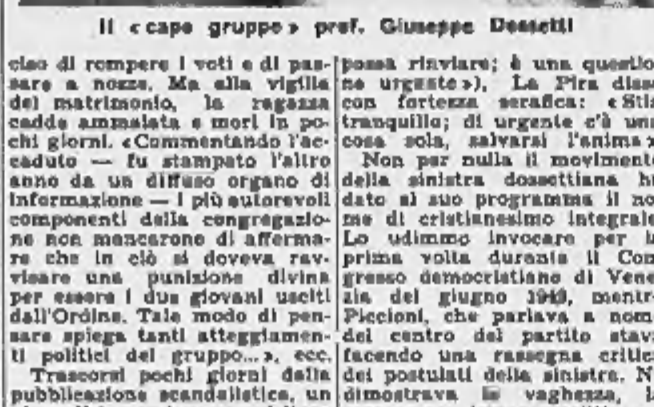 Il «capo gruppo» prof. Giuseppe Dossetti
ciso di rompere i voti e di pas-
sare a nozze. Ma alla vigilia
del matrimonio, la ragazza
cadde ammalata e morì in po-
chi giorni. «Commentando l'ac-
caduto — fu stampato l'altro
anno da un diffuso organo di
informazione — i più autorevoli
componenti della congregazio-
ne non mancarono di afferma-
re che in ciò si doveva rav-
visare una punizione divina
per essere i due giovani usciti
dall'Ordine. Tale modo di pen-
sare spiega tanti atteggiamen-
ti politici del gruppo...», ecc.
Trascorsi pochi giorni dalla
pubblicazione scandalistica, un
possa rinviare; è una questio-
ne urgente»), La Pira disse
con fortezza serafica: «Stia
tranquillo; di urgente c'è una
cosa sola, salvarsi l'anima»
Non per nulla il movimento
della sinistra dossettiana ha
dato al suo programma il no-
me di cristianesimo integrale
Lo udimmo invocare per la
prima volta durante il Con-
gresso democristiano di Vene-
zia del giugno 1949, mentre
Piccioni, che parlava a nome
del centro del partito stava
facendo una rassegna critica
dei postulati della sinistra. N
dimostrava la vaghezza, l